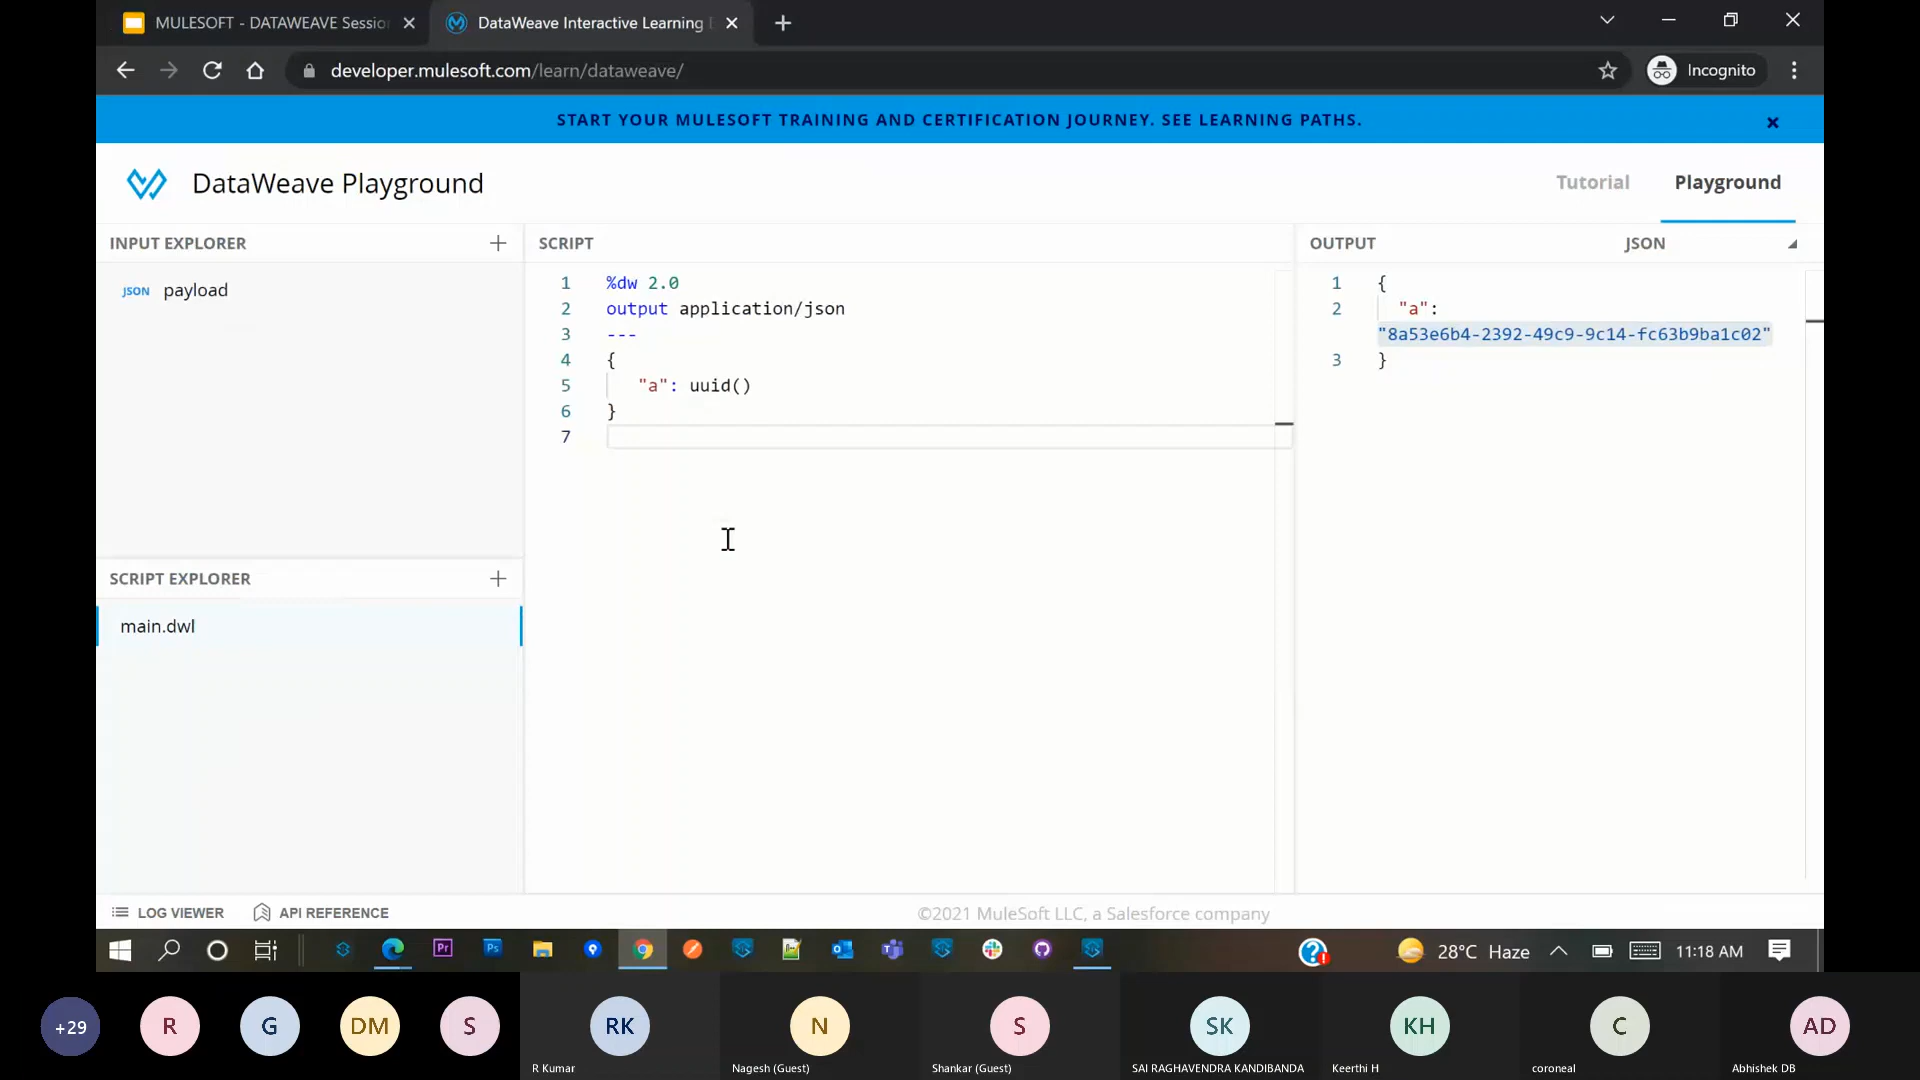 MULESOFT - DATAWEAVE Sessio
DataWeave Interactive Learning E
developer.mulesoft.com/learn/dataweave/
Incognito
START YOUR MULESOFT TRAINING AND CERTIFICATION JOURNEY. SEE LEARNING PATHS.
DataWeave Playground
Tutorial
Playground
INPUT EXPLORER
SCRIPT
OUTPUT
JSON
JSON payload
1 %dw 2.0
2 output application/json
3 ---
4 {
5 "a": uuid()
6 }
7
1 {
2 "a":
"8a53e6b4-2392-49c9-9c14-fc63b9ba1c02"
3 }
SCRIPT EXPLORER
main.dwl
LOG VIEWER
API REFERENCE
©2021 MuleSoft LLC, a Salesforce company
Pr
Ps
28°C Haze
11:18 AM
+29
R
G
DM
S
RK
N
S
SK
KH
C
AD
R Kumar
Nagesh (Guest)
Shankar (Guest)
SAI RAGHAVENDRA KANDIBANDA
Keerthi H
coroneal
Abhishek DB